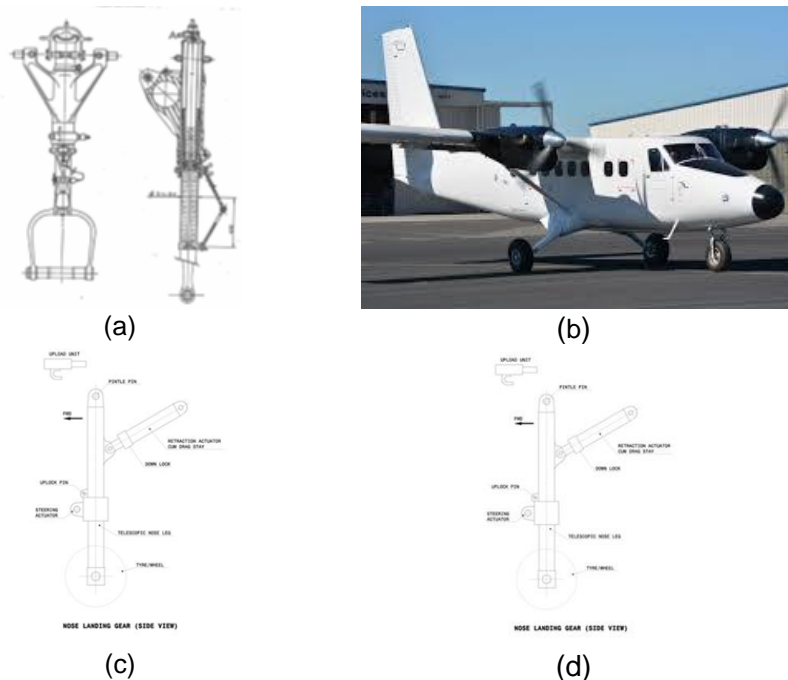 (a)
(b)
UPLOAD UNIT
PINTLE PIN
FWD
RETRACTION ACTUATOR
CUM DRAG STAY
DOWN LOCK
UPLOCK PIN
STEERING
ACTUATOR
TELESCOPIC NOSE LEG
TYRE/WHEEL
NOSE LANDING GEAR (SIDE VIEW)
(c)
UPLOAD UNIT
PINTLE PIN
FWD
RETRACTION ACTUATOR
CUM DRAG STAY
DOWN LOCK
UPLOCK PIN
STEERING
ACTUATOR
TELESCOPIC NOSE LEG
TYRE/WHEEL
NOSE LANDING GEAR (SIDE VIEW)
(d)